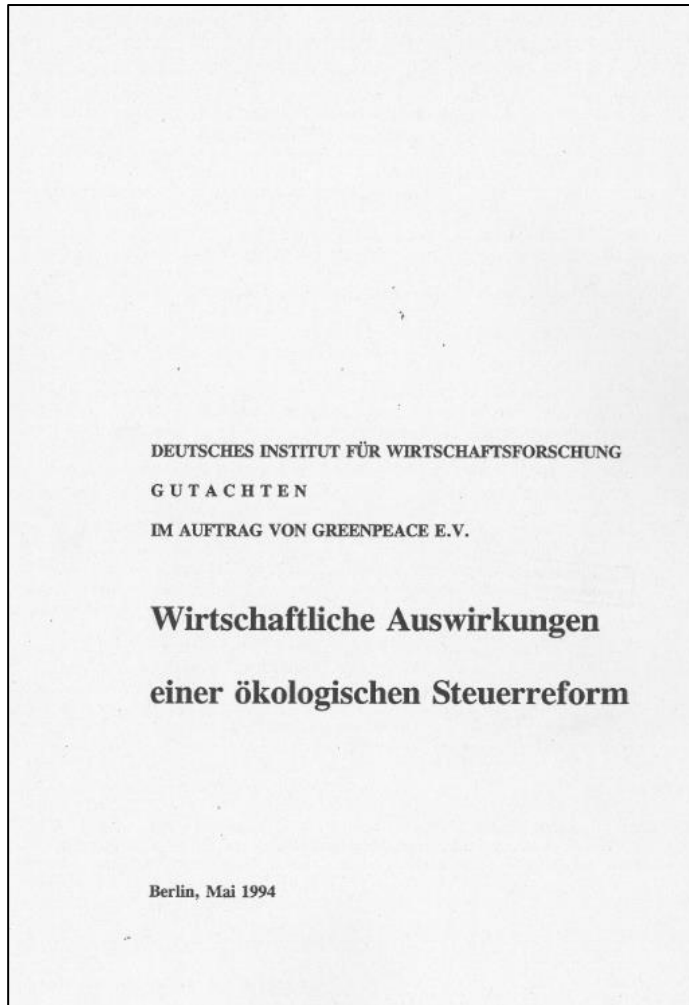 DEUTSCHES INSTITUT FÜR WIRTSCHAFTSFORSCHUNG
GUTACHTEN
IM AUFTRAG VON GREENPEACE E.V.
Wirtschaftliche Auswirkungen
einer ökologischen Steuerreform
Berlin, Mai 1994